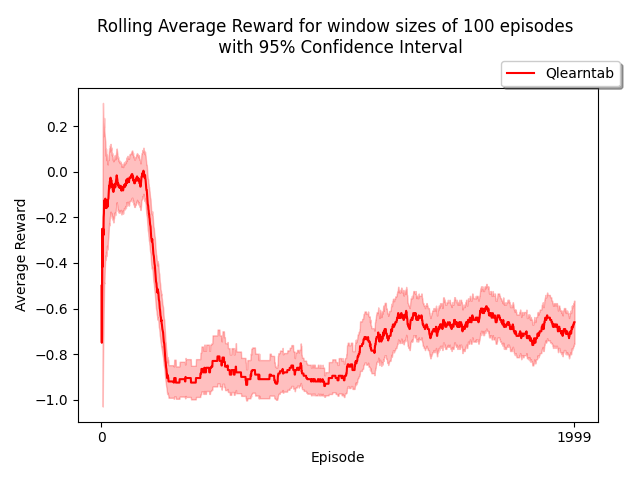 Rolling Average Reward for window sizes of 100 episodes
with 95% Confidence Interval
Qlearntab
0.2
0.0
−0.2
−0.4
−0.6
−0.8
−1.0
Average Reward
0
1999
Episode